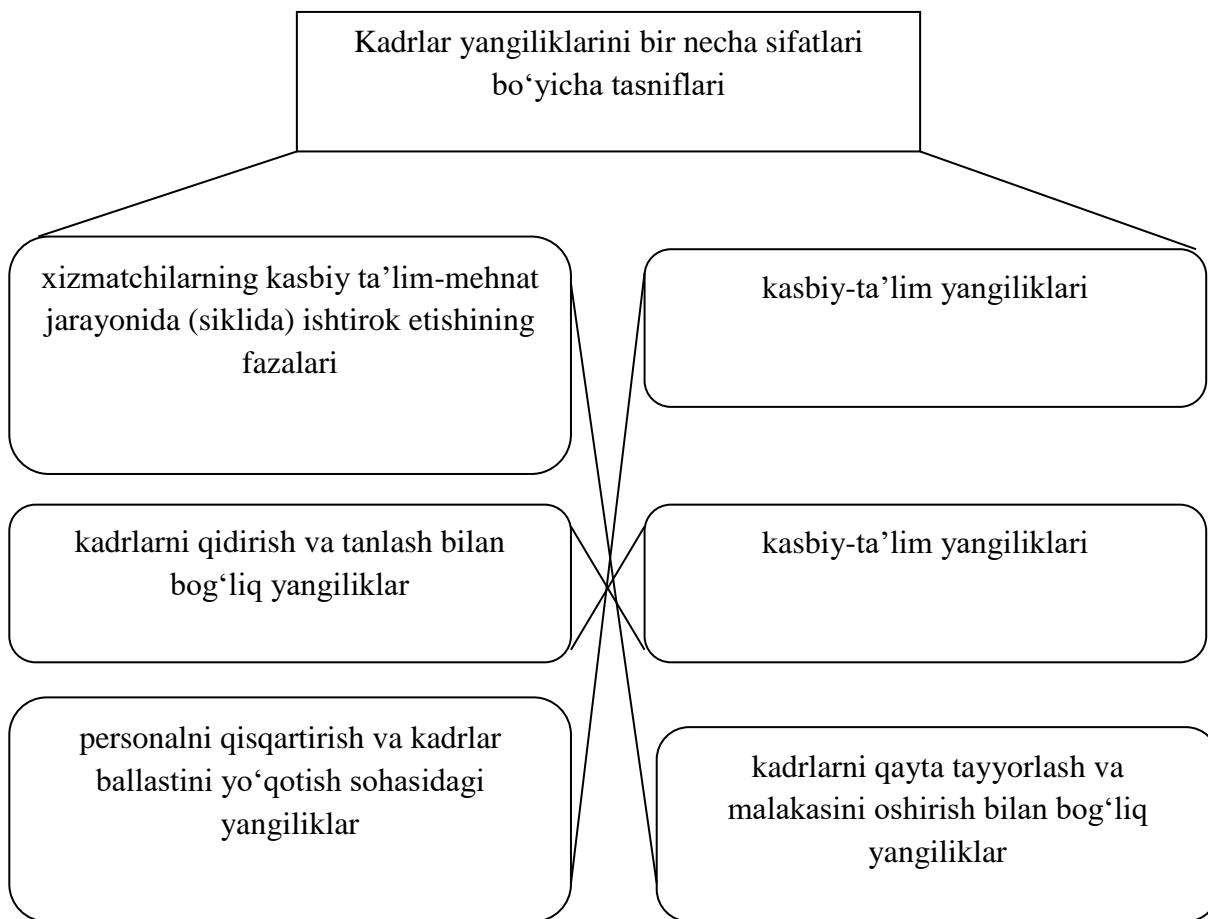 Kadrlar yangiliklarini bir necha sifatlari
bo‘yicha tasniflari
xizmatchilarning kasbiy ta’lim-mehnat
jarayonida (siklida) ishtirok etishining
fazalari
kasbiy-ta’lim yangiliklari
kadrlarni qidirish va tanlash bilan
bog‘liq yangiliklar
kasbiy-ta’lim yangiliklari
personalni qisqartirish va kadrlar
ballastini yo‘qotish sohasidagi
yangiliklar
kadrlarni qayta tayyorlash va
malakasini oshirish bilan bog‘liq
yangiliklar